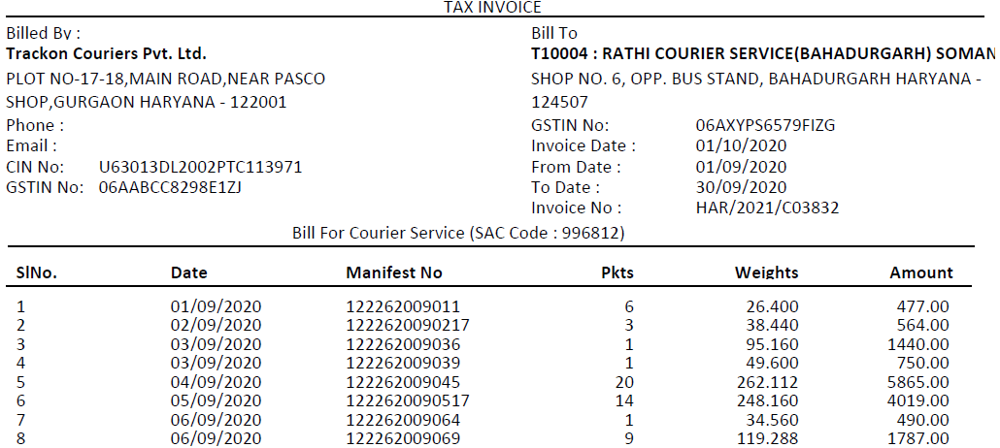 TAX INVOICE
Billed By :
Trackon Couriers Pvt. Ltd.
PLOT NO-17-18,MAIN ROAD,NEAR PASCO
SHOP,GURGAON HARYANA - 122001
Phone :
Email :
CIN No: U63013DL2002PTC113971
GSTIN No: 06AABCC8298E1ZJ
Bill To
T10004 : RATHI COURIER SERVICE(BAHADURGARH) SOMAN
SHOP NO. 6, OPP. BUS STAND, BAHADURGARH HARYANA -
124507
GSTIN No: 06AXYPS6579FIZG
Invoice Date : 01/10/2020
From Date : 01/09/2020
To Date : 30/09/2020
Invoice No : HAR/2021/C03832
Bill For Courier Service (SAC Code : 996812)
SlNo. Date Manifest No Pkts Weights Amount
1 01/09/2020 122262009011 6 26.400 477.00
2 02/09/2020 1222620090217 3 38.440 564.00
3 03/09/2020 122262009036 1 95.160 1440.00
4 03/09/2020 122262009039 1 49.600 750.00
5 04/09/2020 122262009045 20 262.112 5865.00
6 05/09/2020 1222620090517 14 248.160 4019.00
7 06/09/2020 122262009064 1 34.560 490.00
8 06/09/2020 122262009069 9 119.288 1787.00